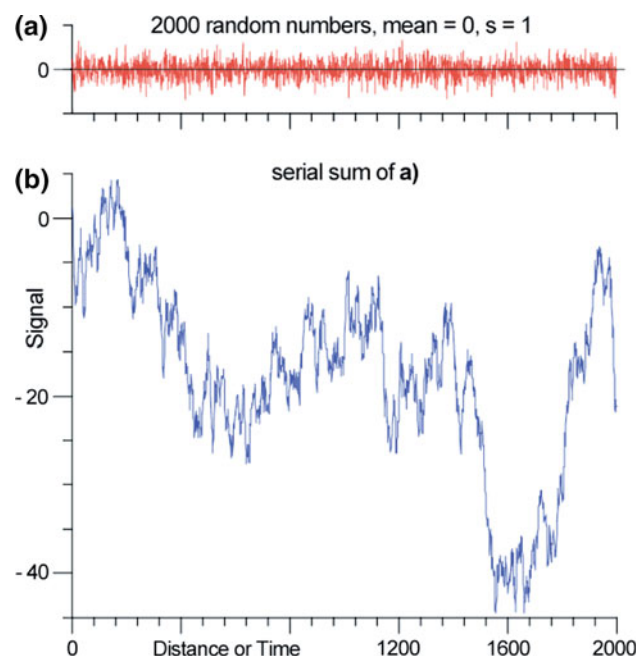 (a) 2000 random numbers, mean = 0, s = 1
0
2000
(b) serial sum of a)
0
Signal
- 20
- 40
0 Distance or Time 1200 1600 2000